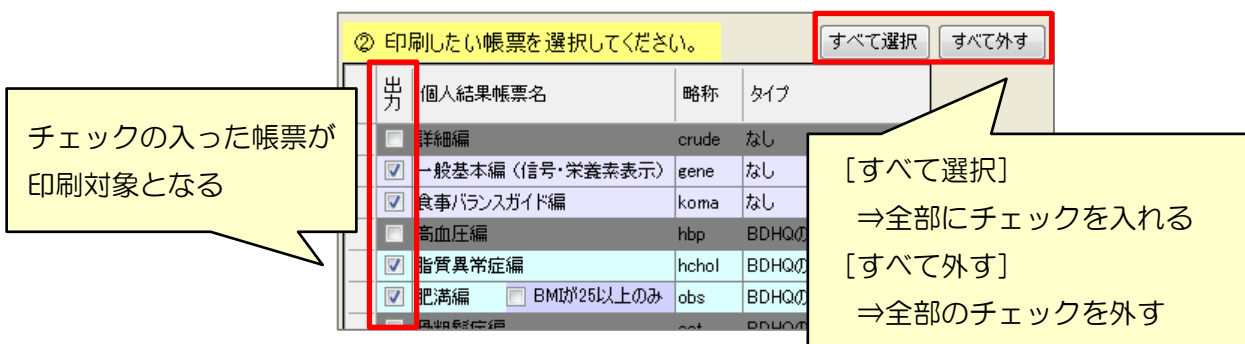 ② 印刷したい帳票を選択してください。 すべて選択 すべて外す
出力 個人結果帳票名 略称 タイプ
詳細編 crude なし
一般基本編（信号・栄養素表示） gene なし
食事バランスガイド編 koma なし
高血圧編 hbp BDHQの
脂質異常症編 hchol BDHQの
肥満編 BMIが25以上のみ obs BDHQの
チェックの入った帳票が
印刷対象となる
[すべて選択]
⇒全部にチェックを入れる
[すべて外す]
⇒全部のチェックを外す